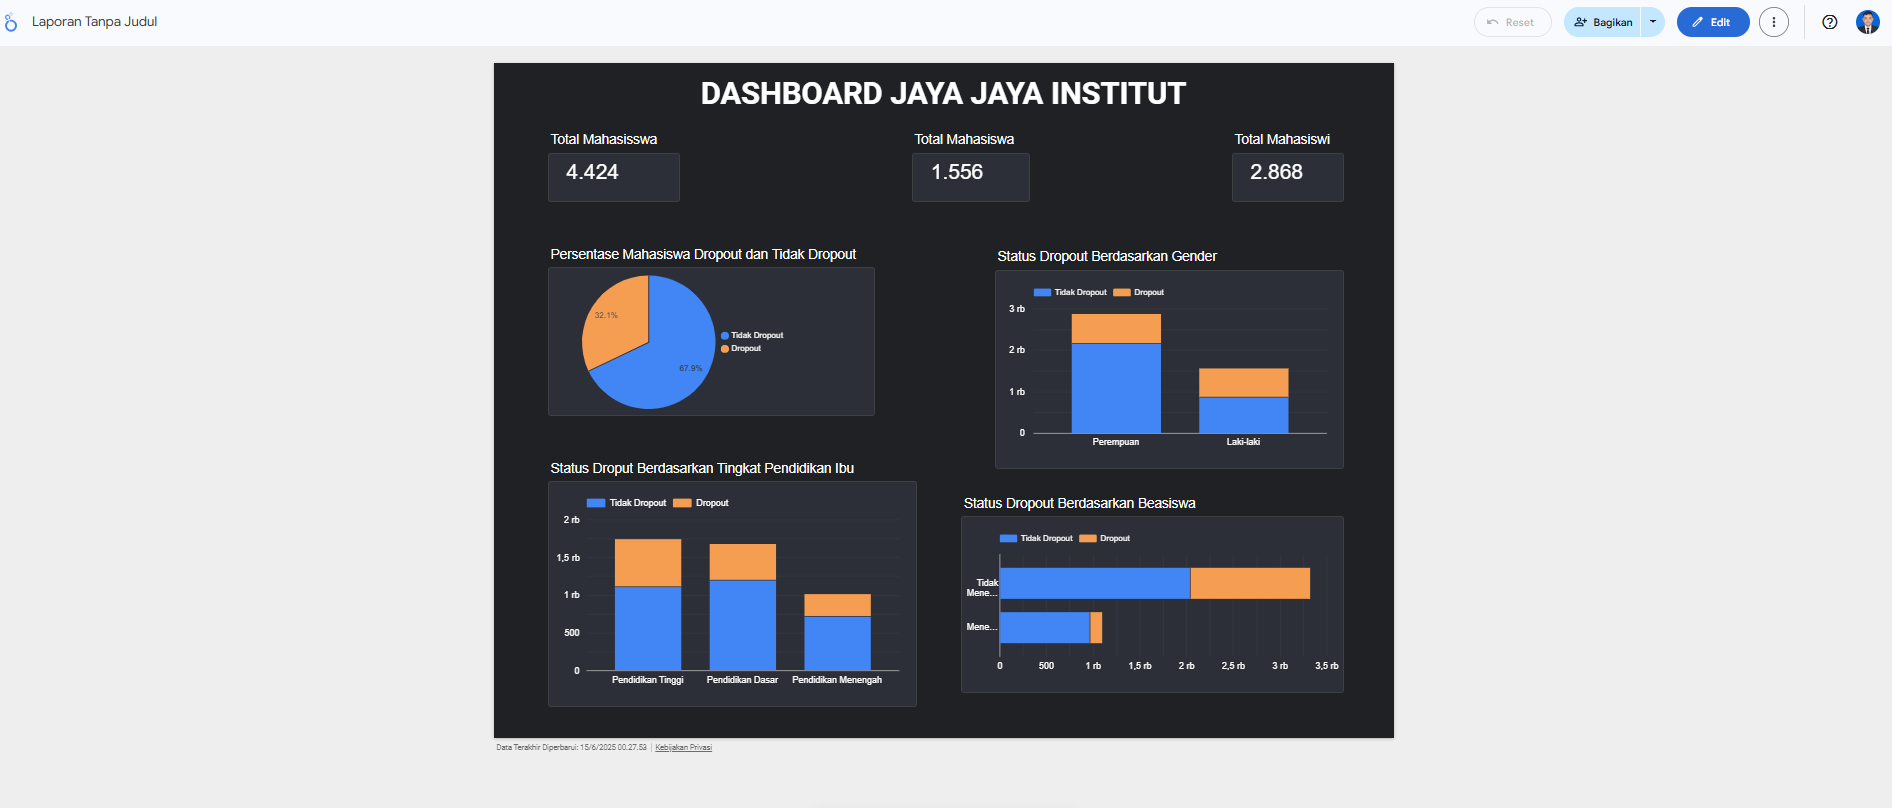 Laporan Tanpa Judul
Reset
Bagikan
Edit
DASHBOARD JAYA JAYA INSTITUT
Total Mahasisswa
4.424
Total Mahasiswa
1.556
Total Mahasiswi
2.868
Persentase Mahasiswa Dropout dan Tidak Dropout
32.1%
67.9%
Tidak Dropout
Dropout
Status Dropout Berdasarkan Gender
Tidak Dropout Dropout
3 rb
2 rb
1 rb
0
Perempuan Laki-laki
Status Droput Berdasarkan Tingkat Pendidikan Ibu
Tidak Dropout Dropout
2 rb
1,5 rb
1 rb
500
0
Pendidikan Tinggi Pendidikan Dasar Pendidikan Menengah
Status Dropout Berdasarkan Beasiswa
Tidak Dropout Dropout
Tidak
Mene...
Mene...
0 500 1 rb 1,5 rb 2 rb 2,5 rb 3 rb 3,5 rb
Data Terakhir Diperbarui: 15/6/2025 00.27.53 | Kebijakan Privasi